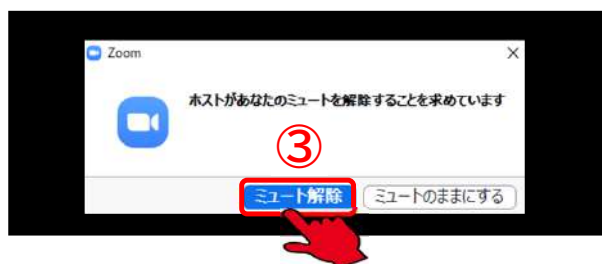 Zoom
ホストがあなたのミュートを解除することを求めています
③
ミュート解除 ミュートのままにする